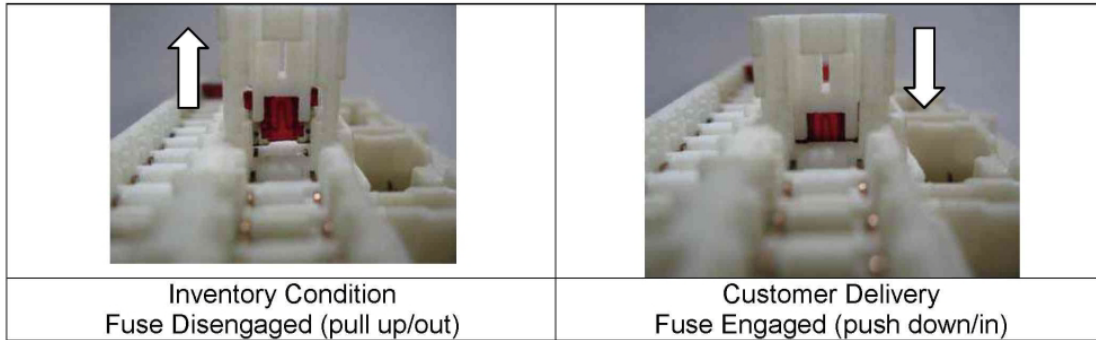 Inventory Condition
Fuse Disengaged (pull up/out)
Customer Delivery
Fuse Engaged (push down/in)